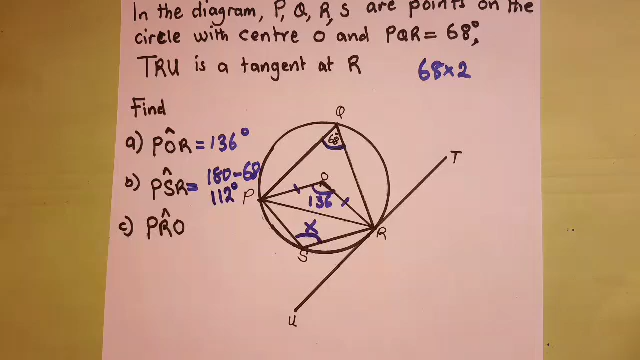 In the diagram, P, Q, R, S are points on the
circle with centre O and PQR = 68°,
TRU is a tangent at R
68 × 2
Find
a) PÔR = 136°
b) PŜR = 180-68
112°
c) PR̂O
Q
68°
T
O
136
P
X
R
S
U